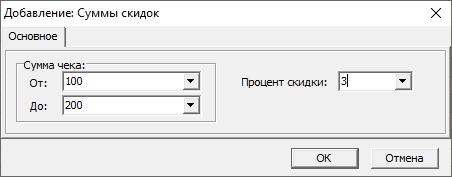 Добавление: Суммы скидок
Основное
Сумма чека:
От: 100
До: 200
Процент скидки: 3
OK
Отмена